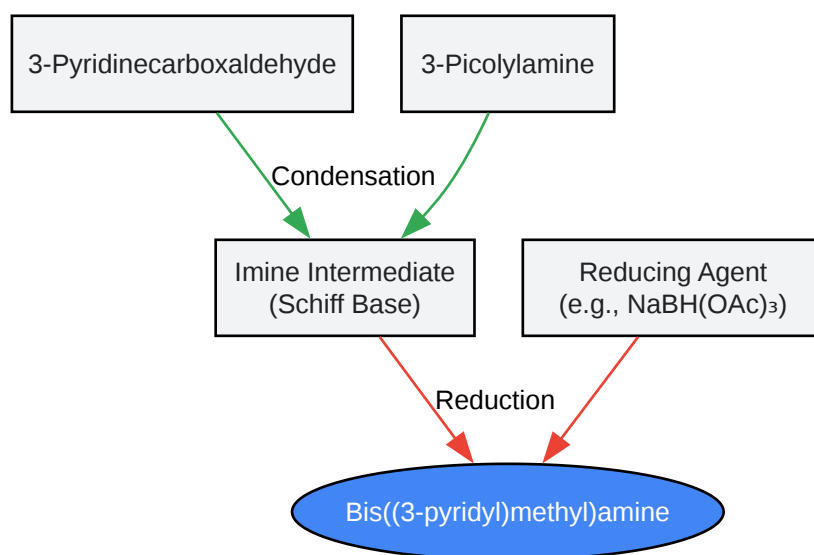 3-Pyridinecarboxaldehyde
3-Picolylamine
Condensation
Imine Intermediate
(Schiff Base)
Reducing Agent
(e.g., NaBH(OAc)₃)
Reduction
Bis((3-pyridyl)methyl)amine